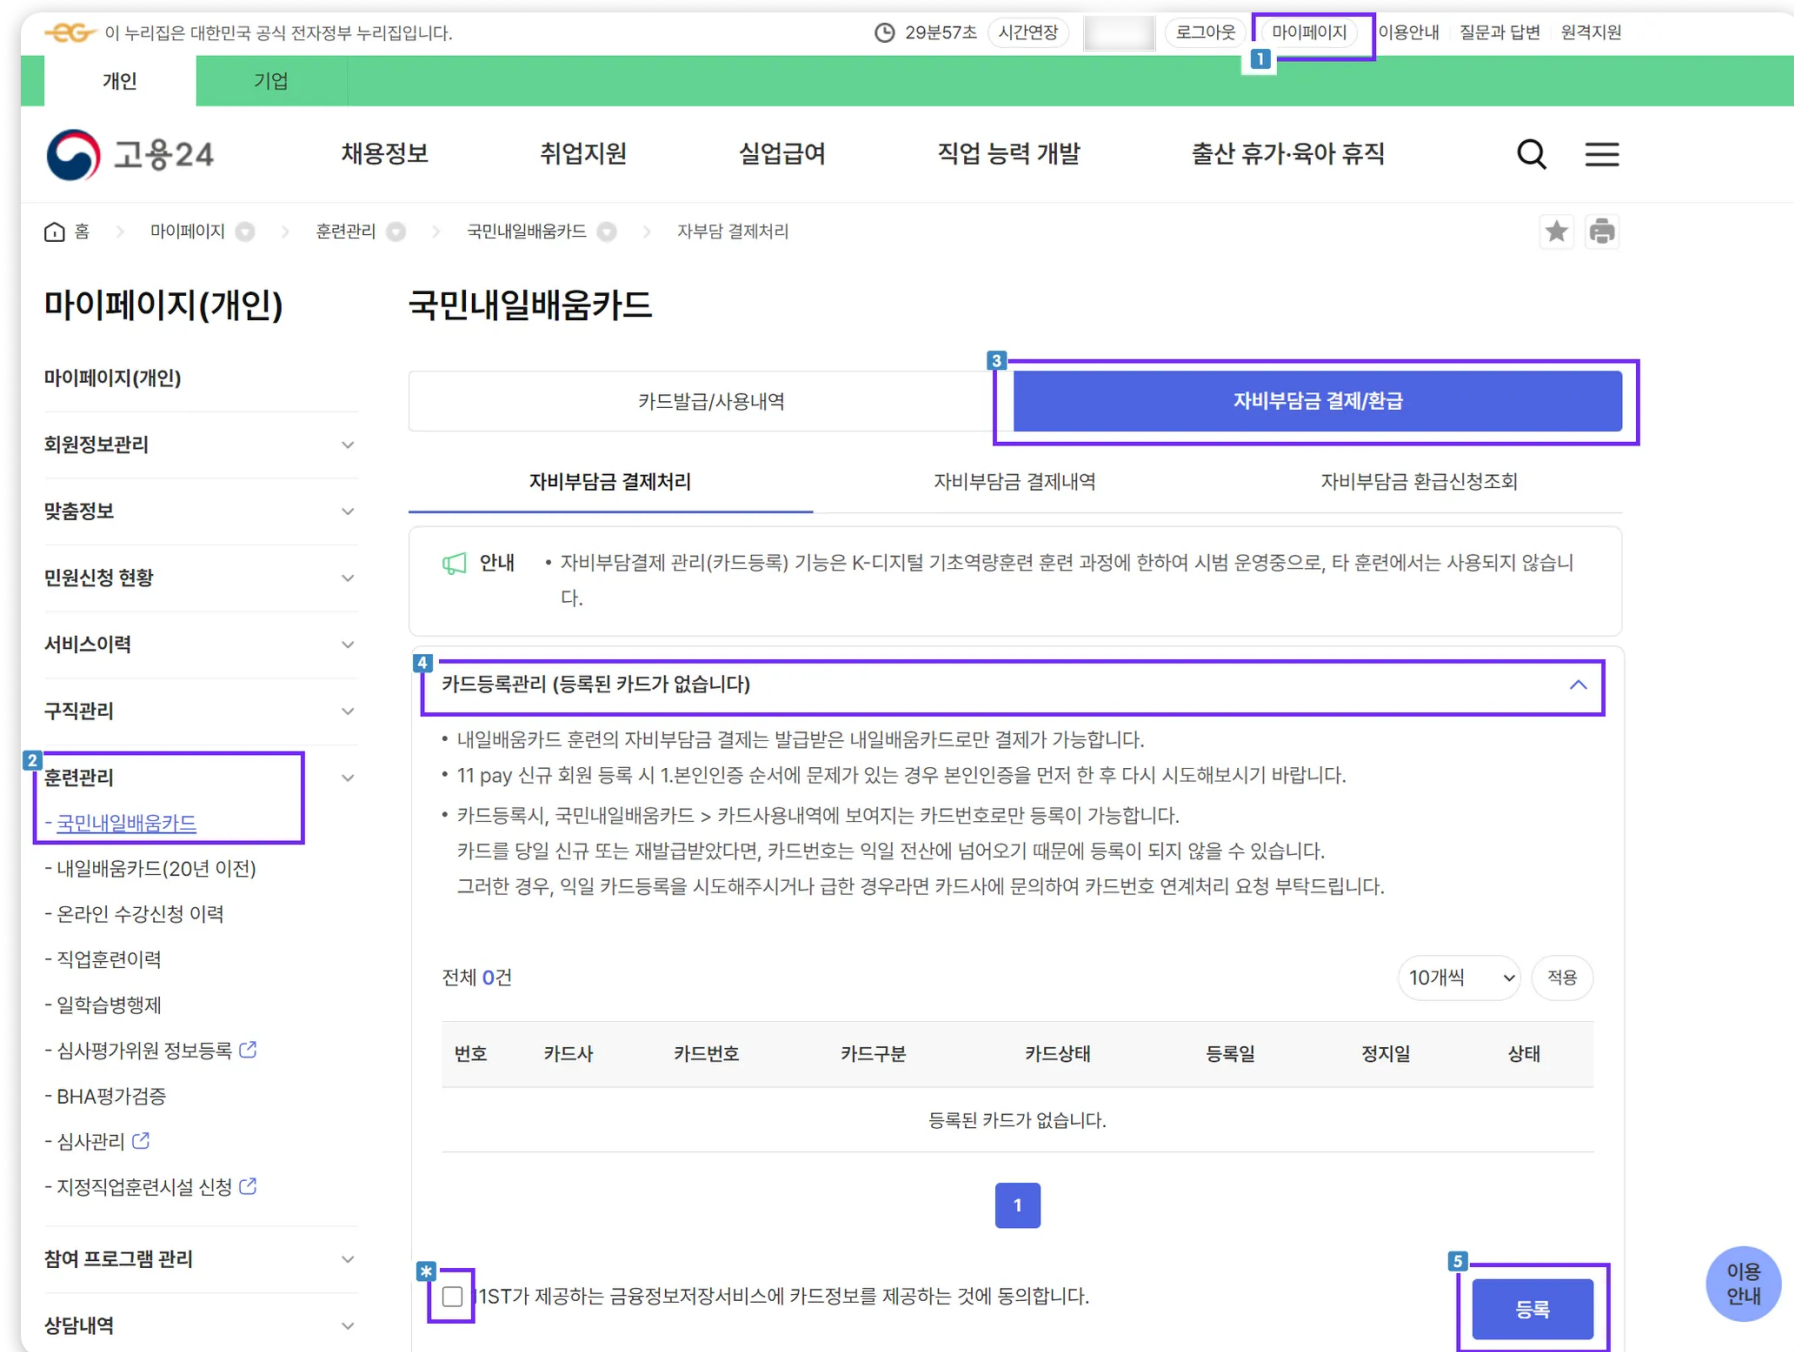 이 누리집은 대한민국 공식 전자정부 누리집입니다.
29분57초 시간연장 로그아웃 마이페이지 이용안내 질문과 답변 원격지원
1
개인 기업
고용24 채용정보 취업지원 실업급여 직업 능력 개발 출산 휴가·육아 휴직
홈 마이페이지 훈련관리 국민내일배움카드 자부담 결제처리
마이페이지(개인)
마이페이지(개인)
회원정보관리
맞춤정보
민원신청 현황
서비스이력
구직관리
2
훈련관리
- 국민내일배움카드
- 내일배움카드(20년 이전)
- 온라인 수강신청 이력
- 직업훈련이력
- 일학습병행제
- 심사평가위원 정보등록
- BHA평가검증
- 심사관리
- 지정직업훈련시설 신청
참여 프로그램 관리
상담내역
국민내일배움카드
3
카드발급/사용내역 자비부담금 결제/환급
자비부담금 결제처리 자비부담금 결제내역 자비부담금 환급신청조회
안내 • 자비부담결제 관리(카드등록) 기능은 K-디지털 기초역량훈련 훈련 과정에 한하여 시범 운영중으로, 타 훈련에서는 사용되지 않습니
다.
4
카드등록관리 (등록된 카드가 없습니다)
• 내일배움카드 훈련의 자비부담금 결제는 발급받은 내일배움카드로만 결제가 가능합니다.
• 11 pay 신규 회원 등록 시 1.본인인증 순서에 문제가 있는 경우 본인인증을 먼저 한 후 다시 시도해보시기 바랍니다.
• 카드등록시, 국민내일배움카드 > 카드사용내역에 보여지는 카드번호로만 등록이 가능합니다.
카드를 당일 신규 또는 재발급받았다면, 카드번호는 익일 전산에 넘어오기 때문에 등록이 되지 않을 수 있습니다.
그러한 경우, 익일 카드등록을 시도해주시거나 급한 경우라면 카드사에 문의하여 카드번호 연계처리 요청 부탁드립니다.
전체 0건 10개씩 적용
번호 카드사 카드번호 카드구분 카드상태 등록일 정지일 상태
등록된 카드가 없습니다.
1
*
11ST가 제공하는 금융정보저장서비스에 카드정보를 제공하는 것에 동의합니다.
5
등록
이용
안내